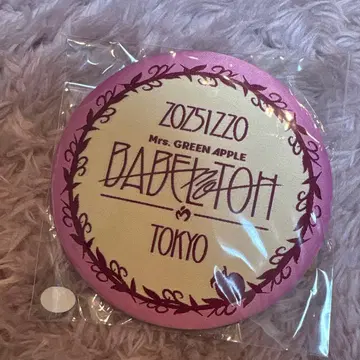 20251220
Mrs. GREEN APPLE
BABEL no TOH
TOKYO